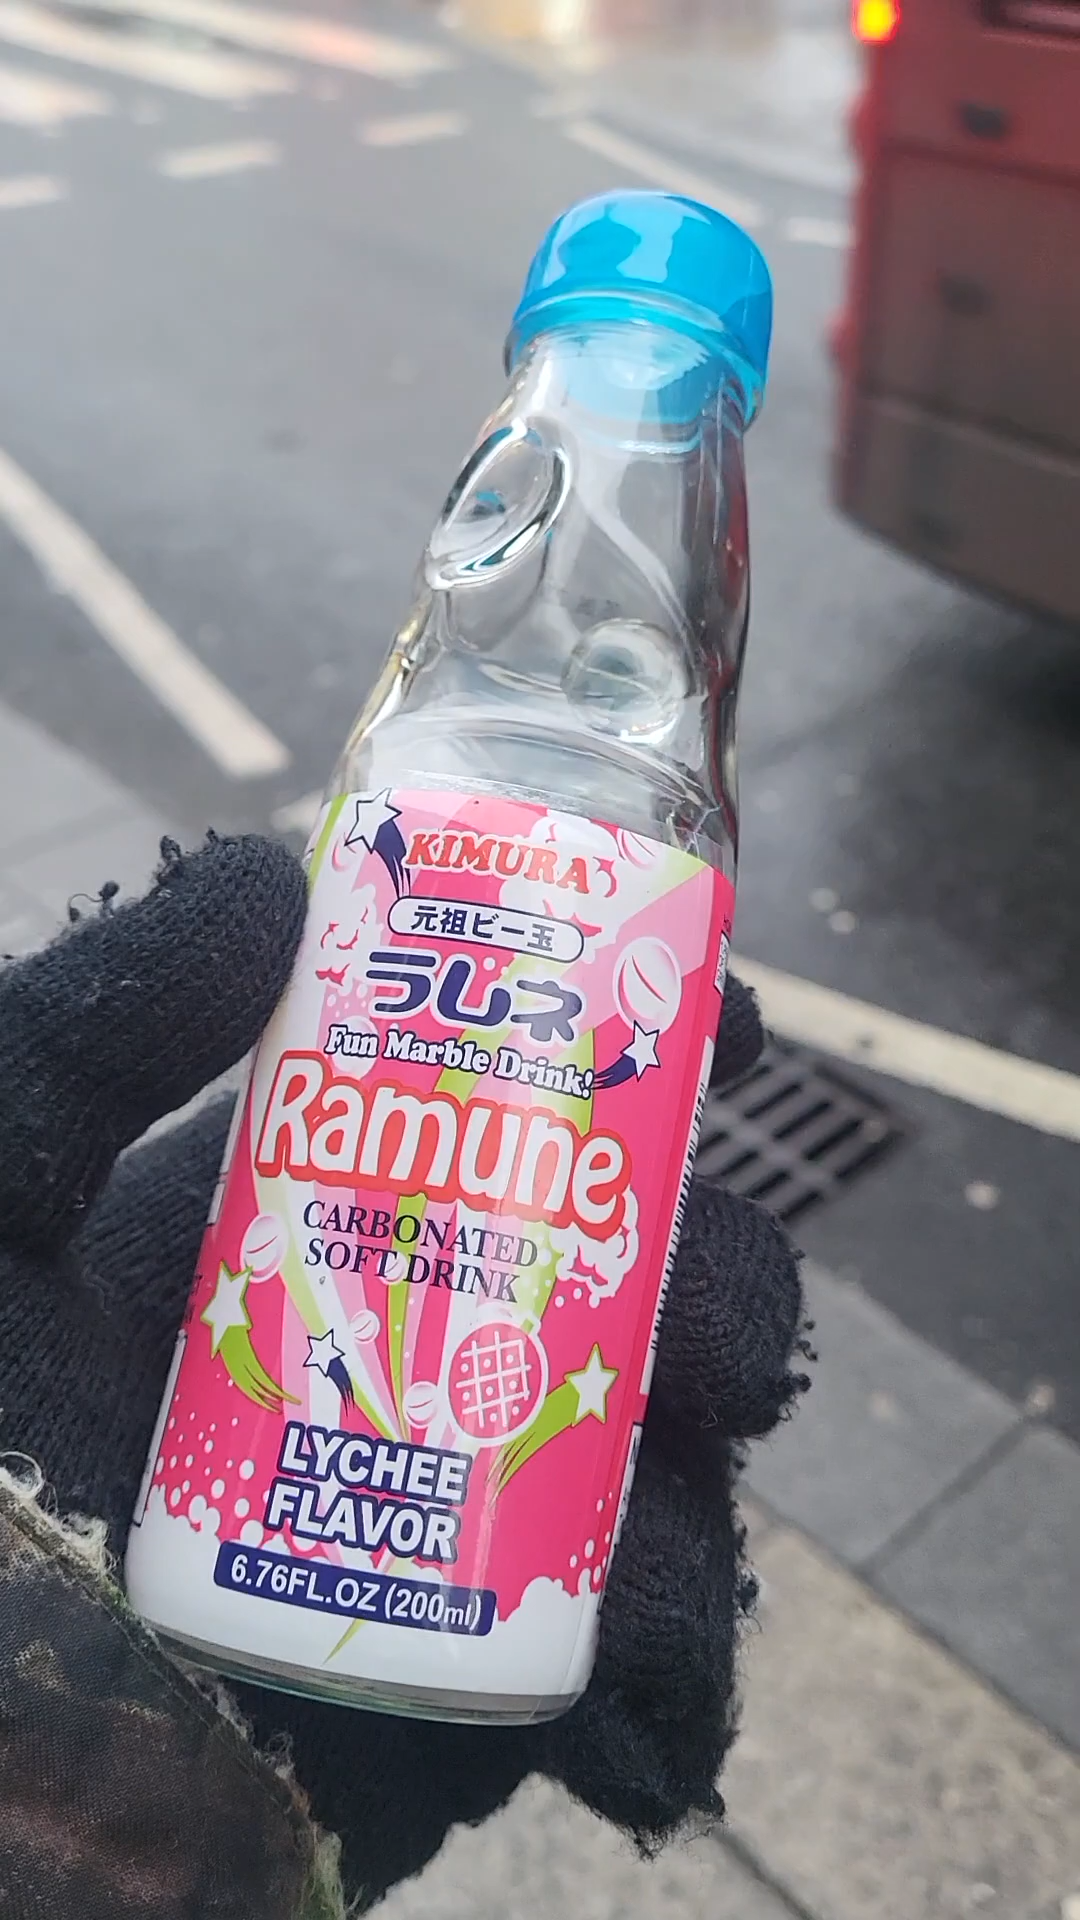 KIMURA
元祖ビー玉
ラムネ
Fun Marble Drink!
Ramune
CARBONATED
SOFT DRINK
LYCHEE
FLAVOR
6.76FL.OZ (200ml)